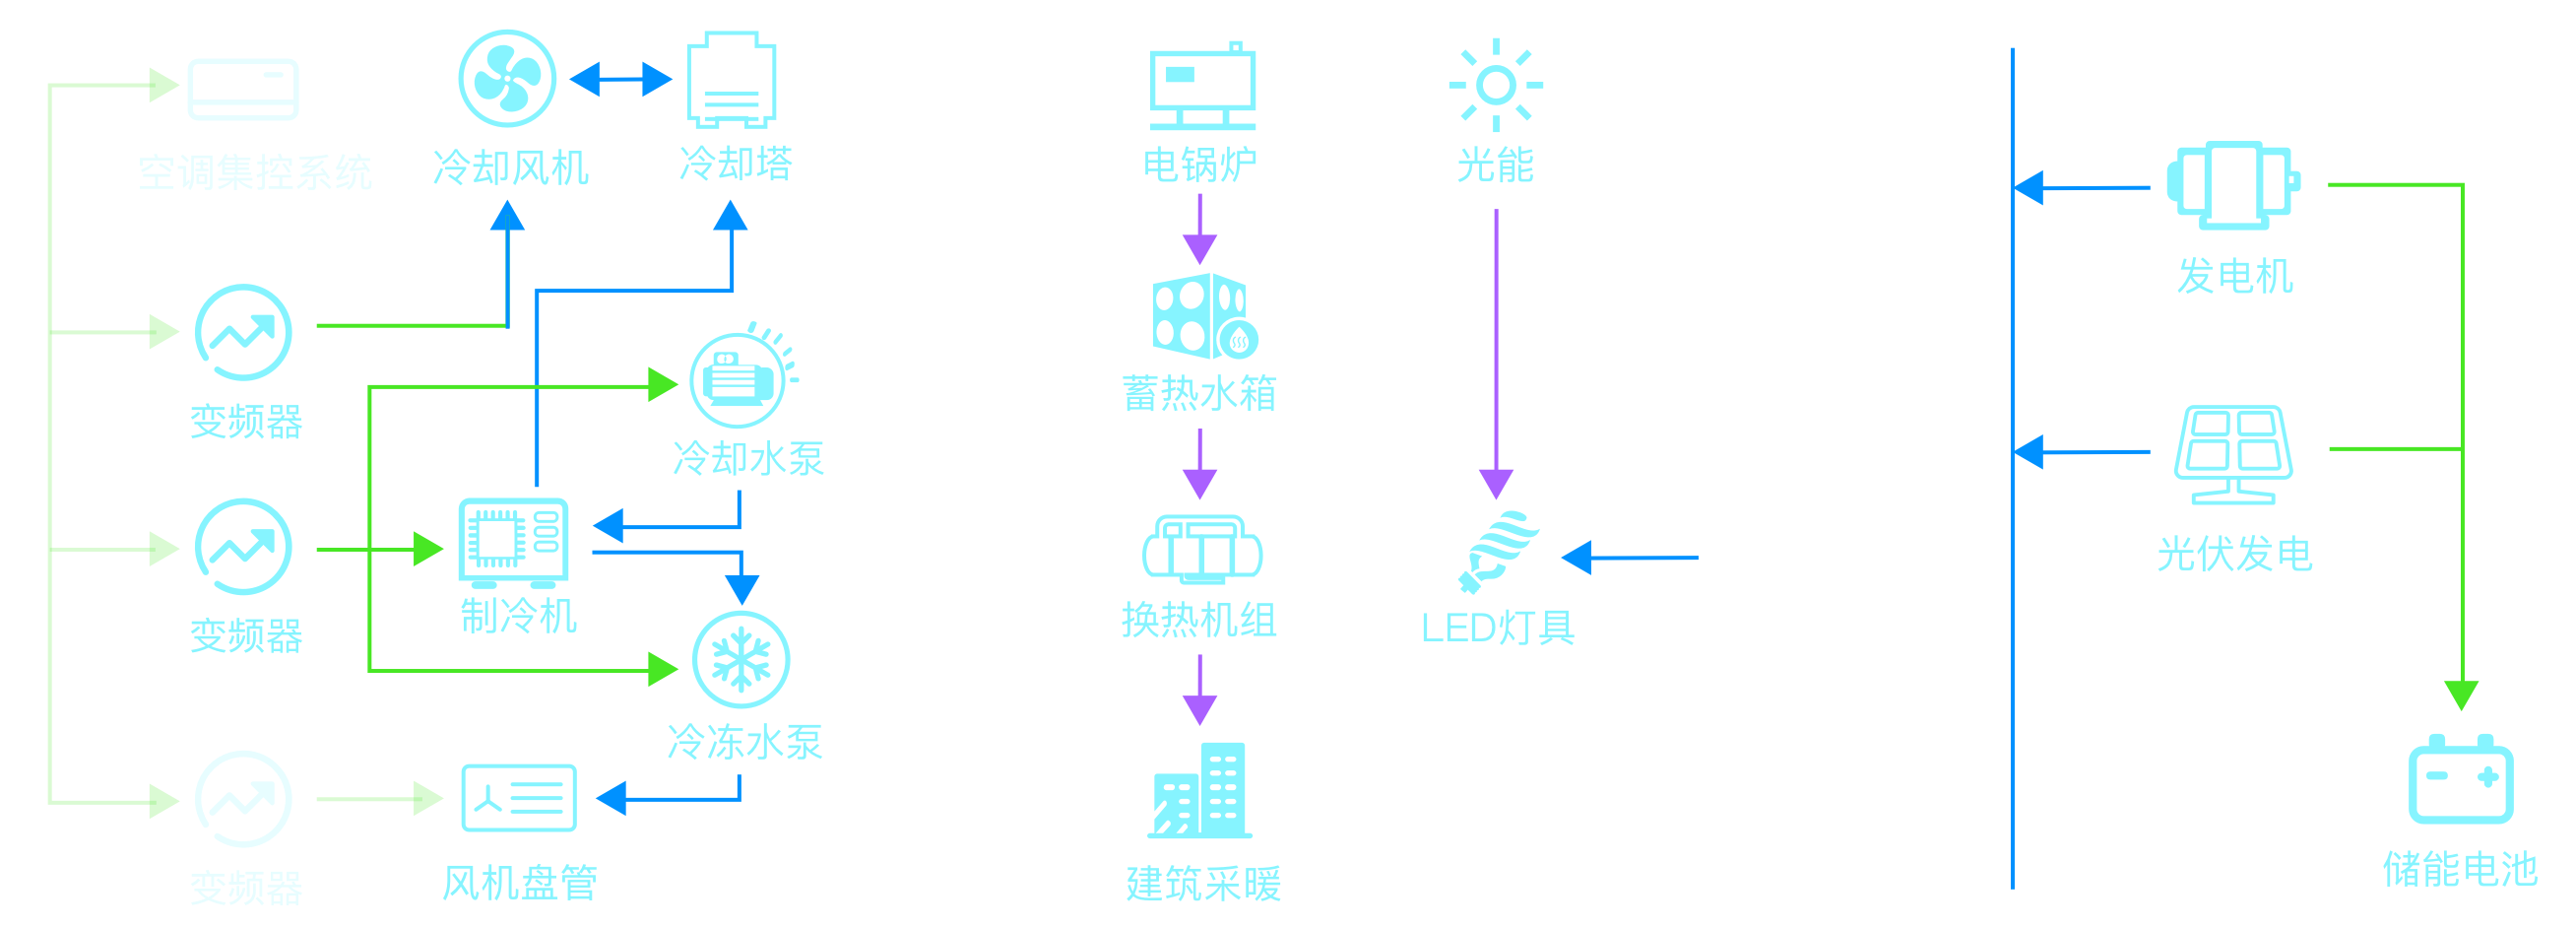 空调集控系统
冷却风机
冷却塔
电锅炉
光能
发电机
变频器
蓄热水箱
冷却水泵
光伏发电
变频器
制冷机
换热机组
LED灯具
冷冻水泵
变频器
风机盘管
建筑采暖
储能电池